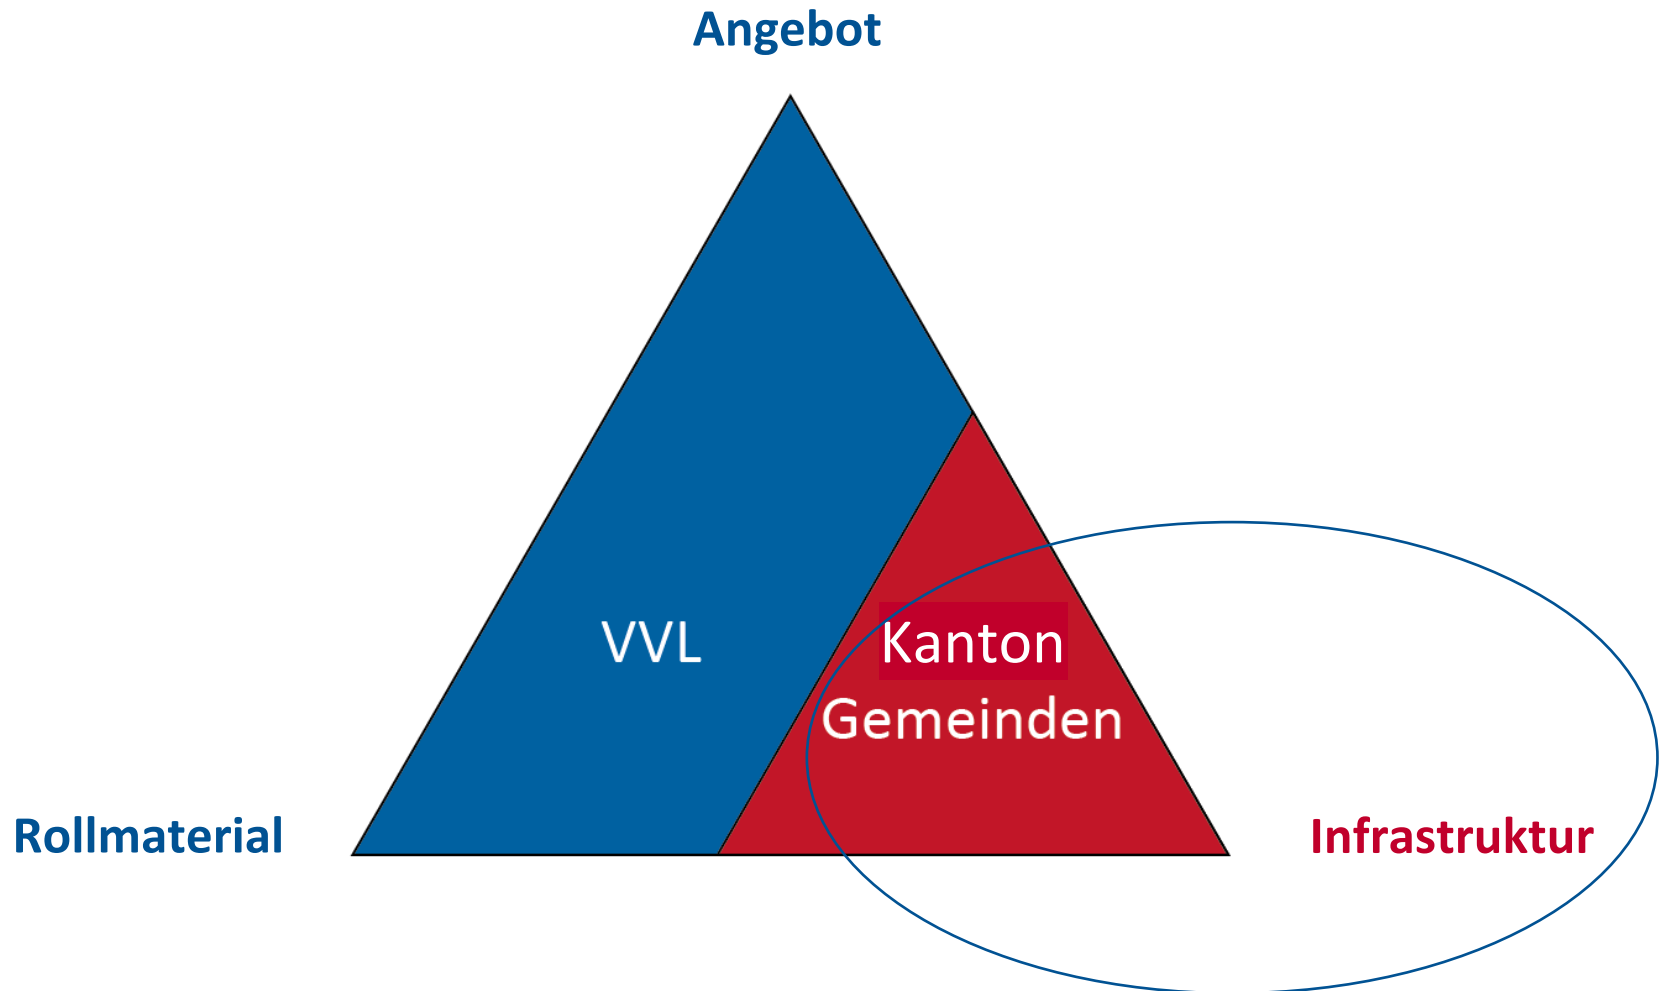 Angebot
VVL
Kanton
Gemeinden
Rollmaterial
Infrastruktur